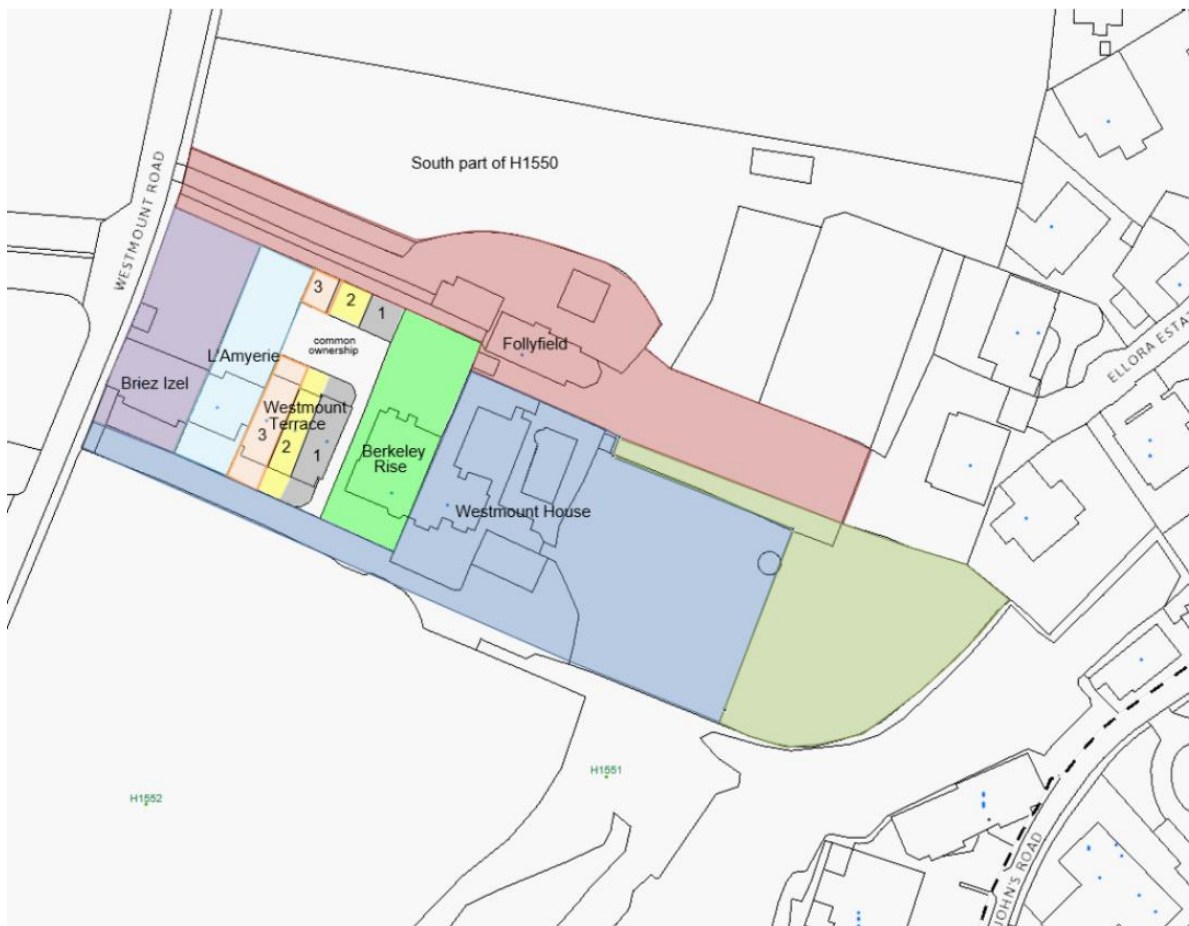 South part of H1550
WESTMOUNT ROAD
3
2
1
common
ownership
L'Amyerie
Follyfield
Briez Izel
Westmount
Terrace
3
2
1
Berkeley
Rise
Westmount House
ELLORA ESTAT
H1551
H1552
JOHN'S ROAD